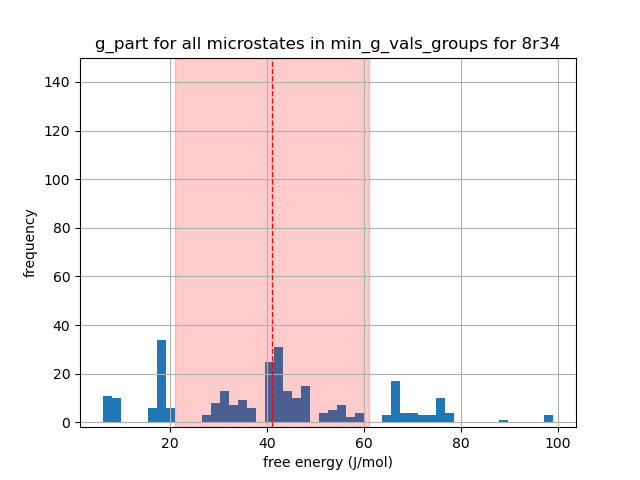 g_part for all microstates in min_g_vals_groups for 8r34
140
120
100
80
60
40
20
0
frequency
20 40 60 80 100
free energy (J/mol)